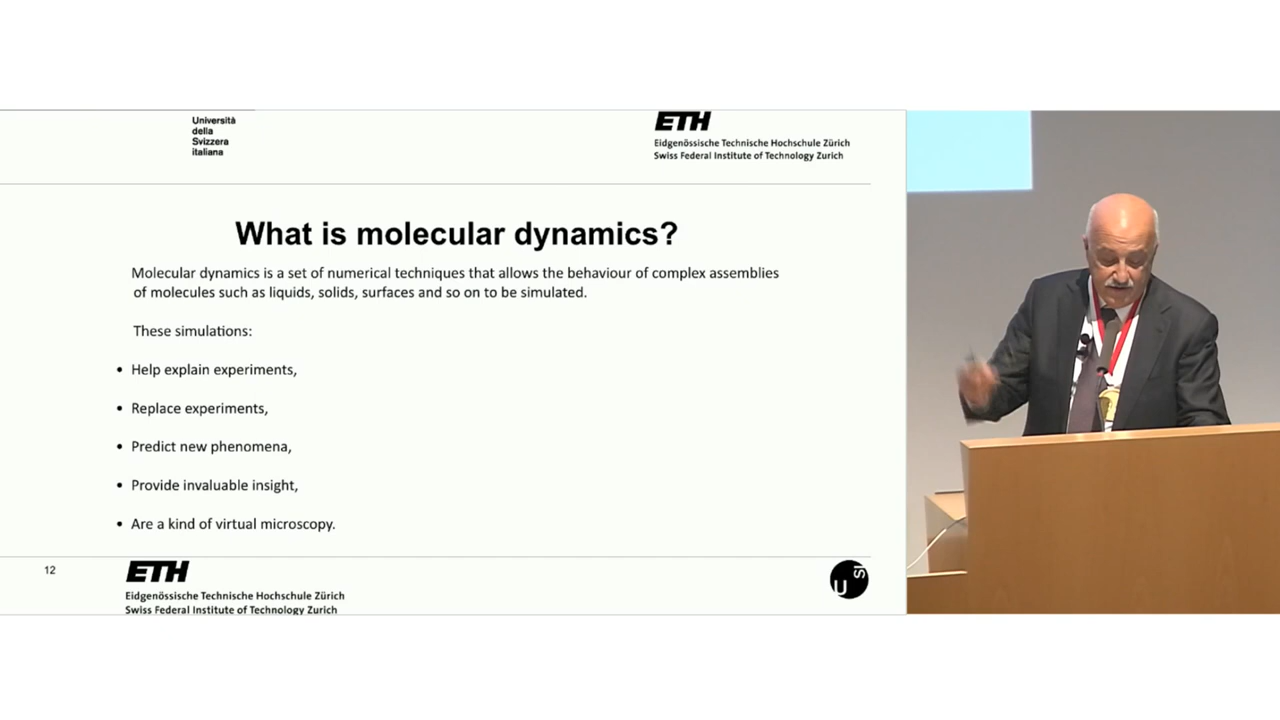 Università
della
Svizzera
italiana
ETH
Eidgenössische Technische Hochschule Zürich
Swiss Federal Institute of Technology Zurich
What is molecular dynamics?
Molecular dynamics is a set of numerical techniques that allows the behaviour of complex assemblies
of molecules such as liquids, solids, surfaces and so on to be simulated.
These simulations:
• Help explain experiments,
• Replace experiments,
• Predict new phenomena,
• Provide invaluable insight,
• Are a kind of virtual microscopy.
12
ETH
Eidgenössische Technische Hochschule Zürich
Swiss Federal Institute of Technology Zurich
U SI